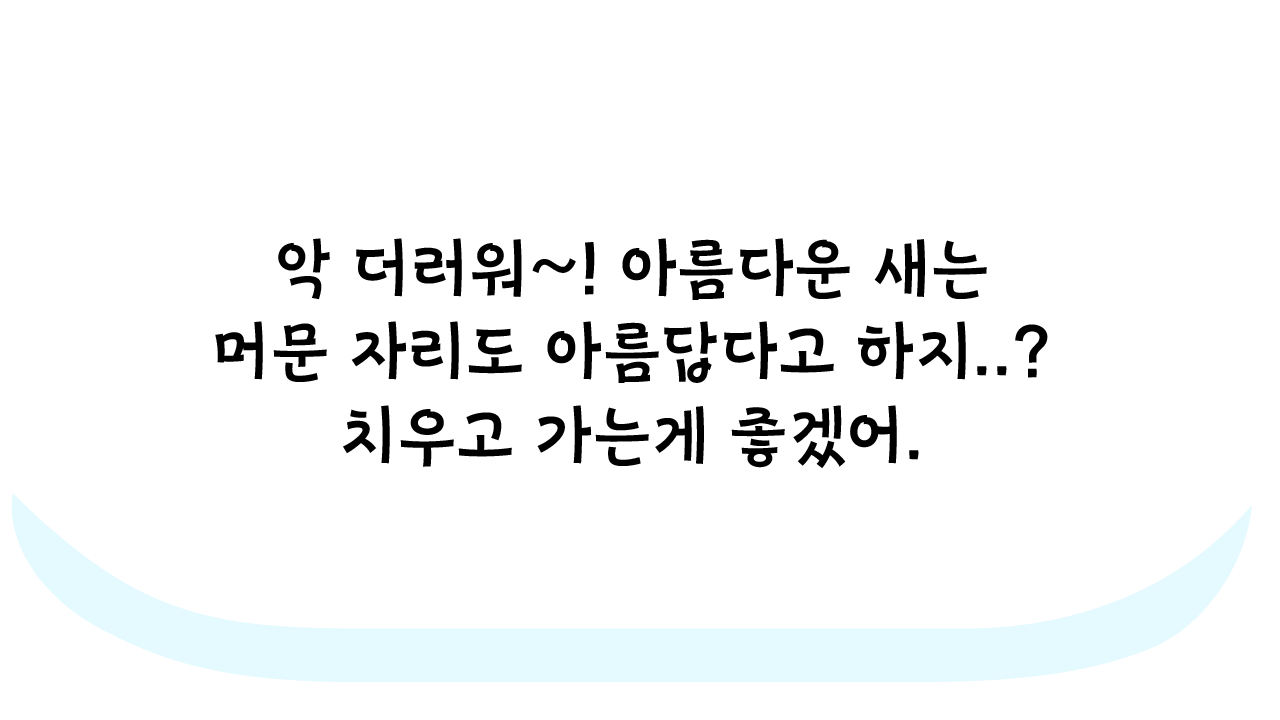 악 더러워~! 아름다운 새는
머문 자리도 아름답다고 하지..?
치우고 가는게 좋겠어.